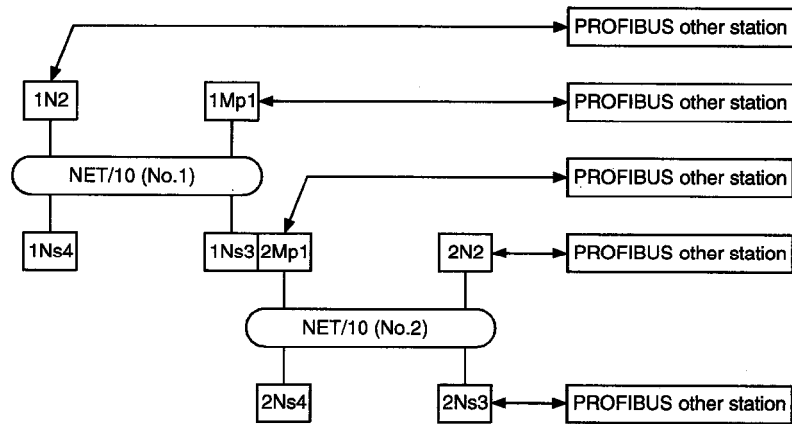 PROFIBUS other station
1N2
1Mp1
PROFIBUS other station
NET/10 (No.1)
PROFIBUS other station
1Ns4
1Ns3
2Mp1
2N2
PROFIBUS other station
NET/10 (No.2)
2Ns4
2Ns3
PROFIBUS other station